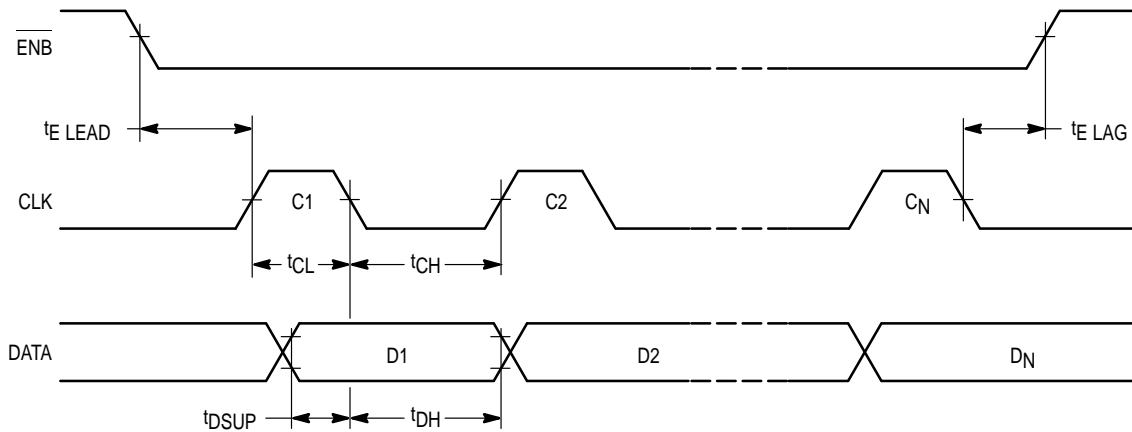 ENB
tE LEAD
tE LAG
CLK
C1
C2
CN
tCL
tCH
DATA
D1
D2
DN
tDSUP
tDH